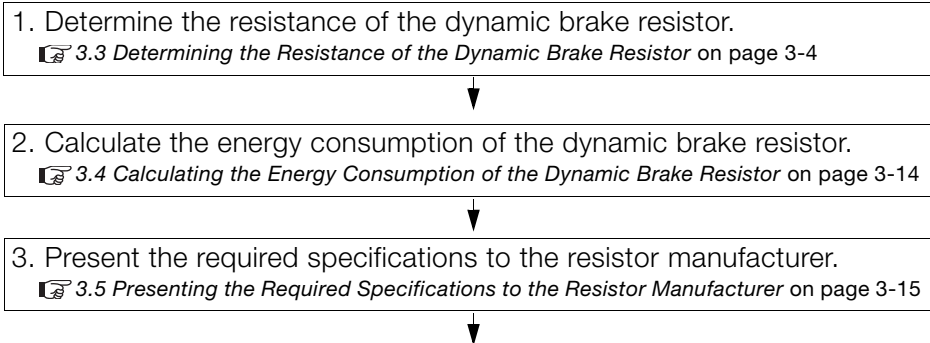 1. Determine the resistance of the dynamic brake resistor.
3.3 Determining the Resistance of the Dynamic Brake Resistor on page 3-4
2. Calculate the energy consumption of the dynamic brake resistor.
3.4 Calculating the Energy Consumption of the Dynamic Brake Resistor on page 3-14
3. Present the required specifications to the resistor manufacturer.
3.5 Presenting the Required Specifications to the Resistor Manufacturer on page 3-15